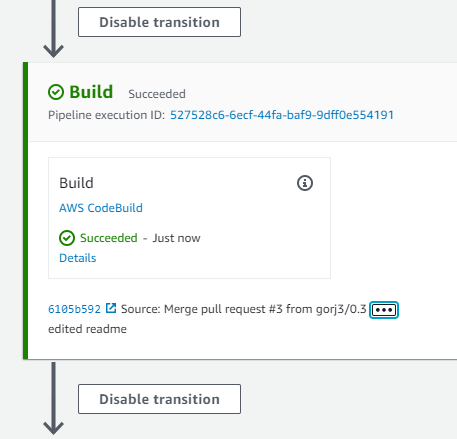 Disable transition
Build Succeeded
Pipeline execution ID: 527528c6-6ecf-44fa-baf9-9dff0e554191
Build
AWS CodeBuild
Succeeded - Just now
Details
6105b592 Source: Merge pull request #3 from gorj3/0.3 •••
edited readme
Disable transition